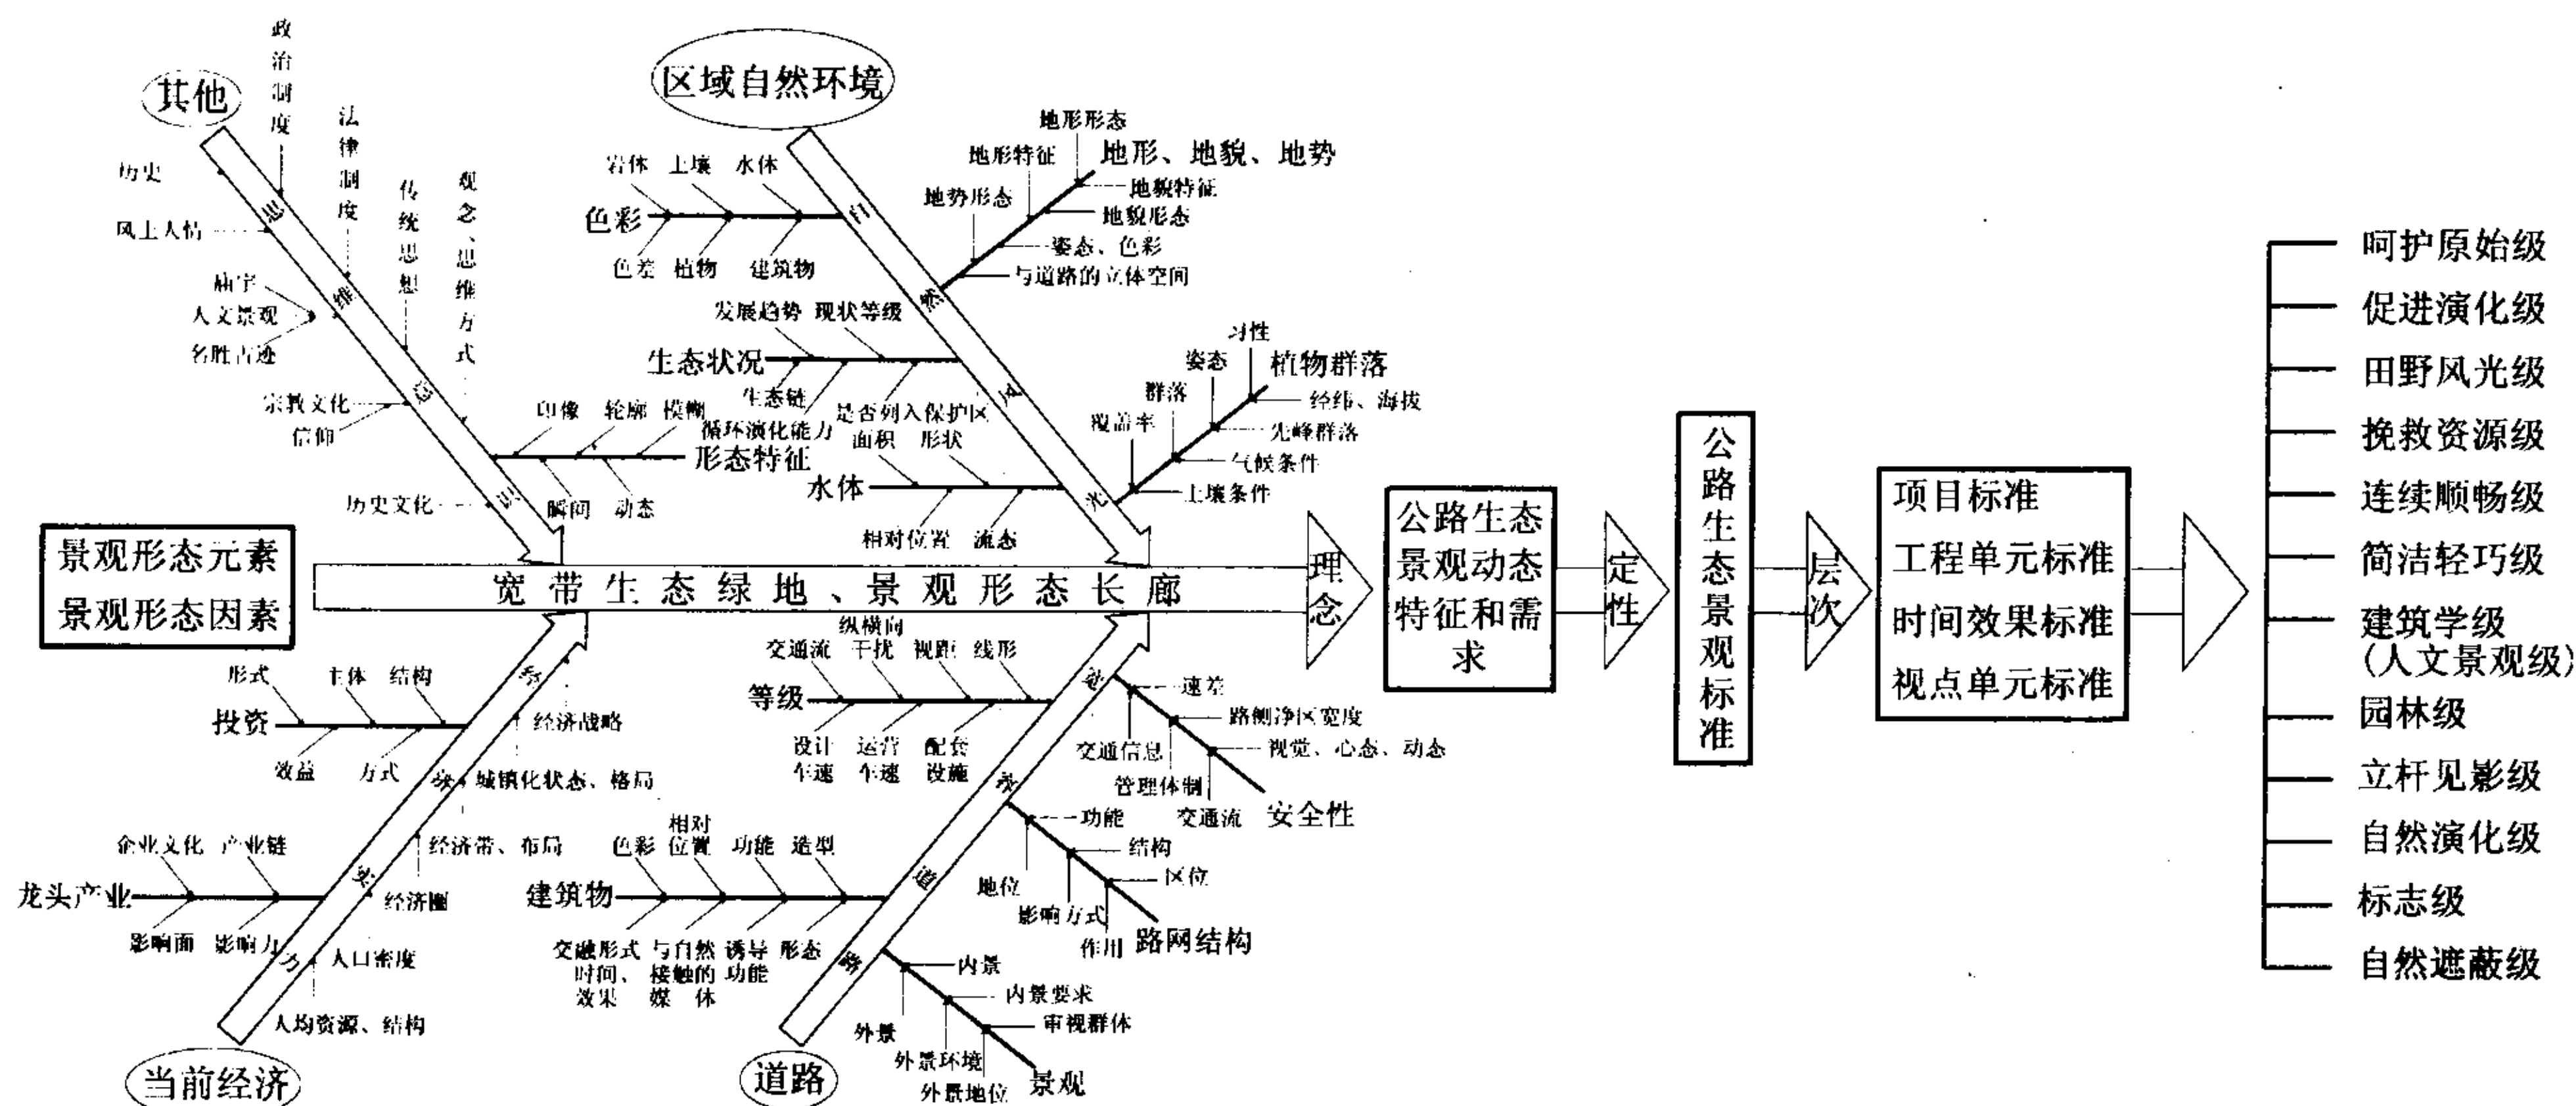 其他
政治制度
法律制度
传统思想
观念、思维方式
历史
风土人情
庙宇
人文景观
名胜古迹
宗教文化
信仰
历史文化
思维意识
印像 轮廓 模糊
形态特征
瞬间 动态
区域自然环境
自然风光
岩体 土壤 水体
色彩
色差 植物 建筑物
发展趋势 现状等级
生态状况
生态链
是否列入保护区
循环演化能力
面积 形状
水体
相对位置 流态
地形形态
地形特征
地势形态
地形、地貌、地势
地貌特征
地貌形态
姿态、色彩
与道路的立体空间
习性
姿态
群落
覆盖率
植物群落
经纬、海拔
先峰群落
气候条件
土壤条件
景观形态元素
景观形态因素
宽带生态绿地、景观形态长廊
理念
公路生态
景观动态
特征和需
求
定性
公路生态景观标准
层次
项目标准
工程单元标准
时间效果标准
视点单元标准
呵护原始级
促进演化级
田野风光级
挽救资源级
连续顺畅级
简洁轻巧级
建筑学级
(人文景观级)
园林级
立杆见影级
自然演化级
标志级
自然遮蔽级
形式 主体 结构
投资
效益 方式
企业文化 产业链
龙头产业
影响面 影响力
经济实力
经济战略
城镇化状态、格局
经济带、布局
经济圈
人口密度
人均资源、结构
当前经济
纵横向
交通流 干扰 视距 线形
等级
设计 运营 配套
车速 车速 设施
相对
色彩 位置 功能 造型
建筑物
交融形式 与自然 诱导 形态
时间、 接触的 功能
效果 媒 体
速差
路侧净区宽度
视觉、心态、动态
交通信息
管理体制
交通流
安全性
功能
结构
区位
地位
影响方式
作用
路网结构
内景
内景要求
审视群体
外景
外景环境
外景地位
景观
道路